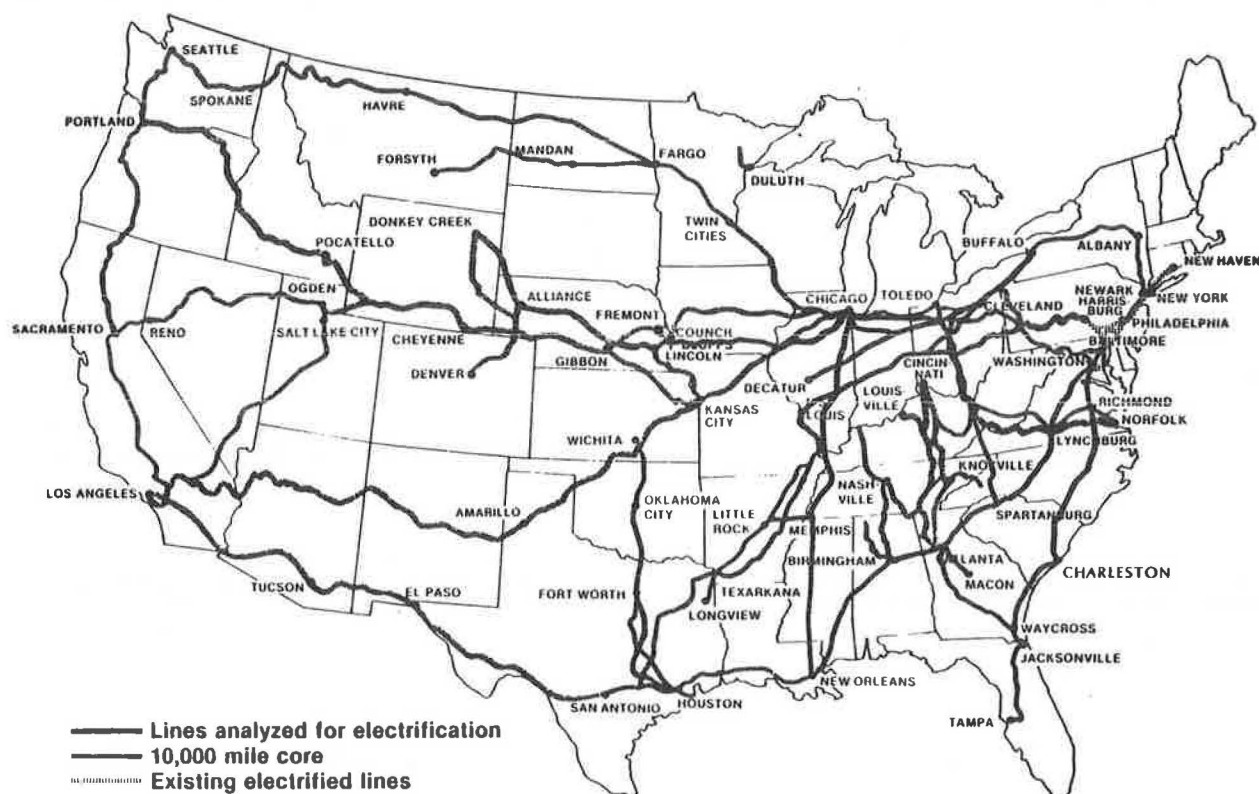 SEATTLE
SPOKANE
PORTLAND
HAVRE
FORSYTH
MANDAN
FARGO
DULUTH
DONKEY CREEK
TWIN
CITIES
BUFFALO
ALBANY
NEW HAVEN
POCATELLO
OGDEN
ALLIANCE
CHICAGO
TOLEDO
CLEVELAND
NEWARK
HARRIS
BURG
NEW YORK
SACRAMENTO
RENO
SALT LAKE CITY
CHEYENNE
FREMONT
COUNCH
BLUFFS
LINCOLN
PHILADELPHIA
BALTIMORE
GIBBON
DENVER
DECATUR
CINCIN
NATI
WASHINGTON
KANSAS
CITY
LOUIS
LOUIS-
VILLE
RICHMOND
NORFOLK
LYNCHBURG
WICHITA
KNOXVILLE
LOS ANGELES
AMARILLO
OKLAHOMA
CITY
LITTLE
ROCK
MEMPHIS
NASH
VILLE
SPARTANBURG
BIRMINGHAM
ATLANTA
MACON
CHARLESTON
TUCSON
EL PASO
FORT WORTH
TEXARKANA
LONGVIEW
WAYCROSS
JACKSONVILLE
SAN ANTONIO
HOUSTON
NEW ORLEANS
TAMPA
Lines analyzed for electrification
10,000 mile core
Existing electrified lines